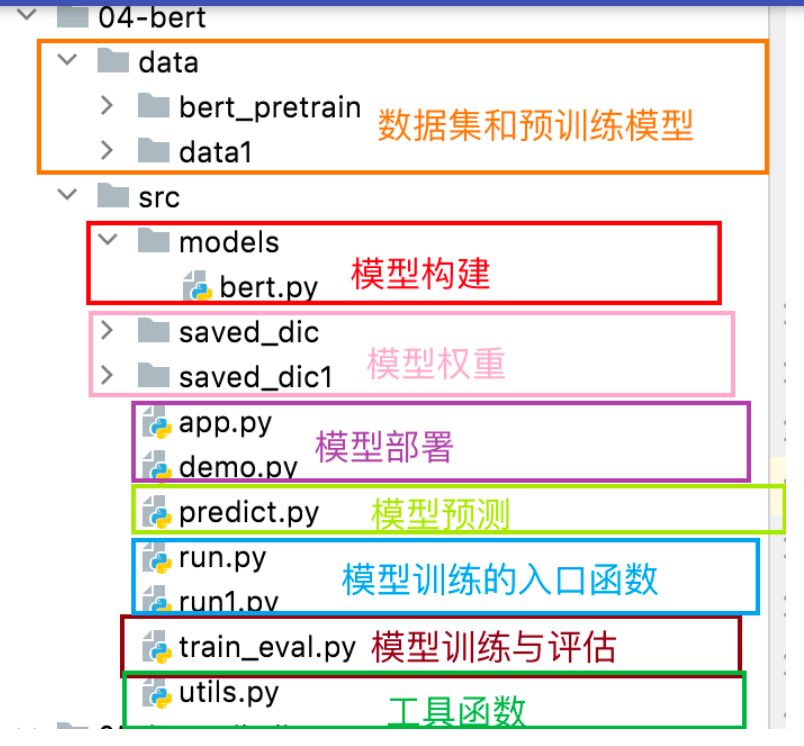 04-bert
data
bert_pretrain
数据集和预训练模型
data1
src
models
bert.py
模型构建
saved_dic
模型权重
saved_dic1
app.py
模型部署
demo.py
predict.py
模型预测
run.py
模型训练的入口函数
run1.py
train_eval.py 模型训练与评估
utils.py
工具函数